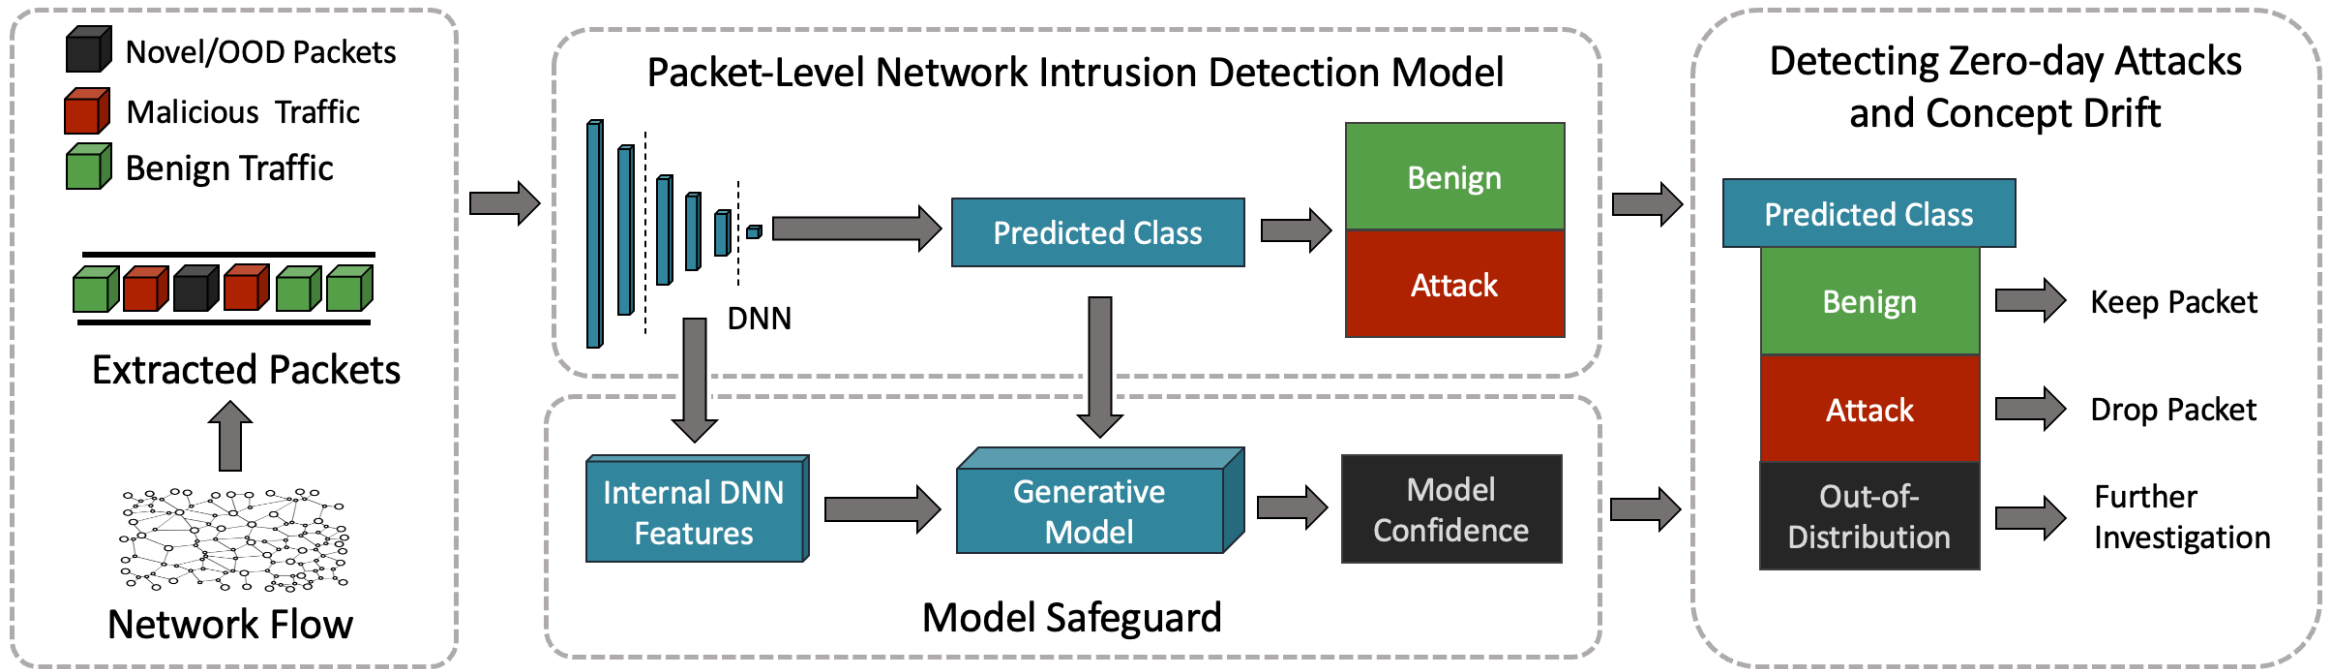 Novel/OOD Packets
Malicious Traffic
Benign Traffic
Extracted Packets
Network Flow
Packet-Level Network Intrusion Detection Model
DNN
Predicted Class
Benign
Attack
Internal DNN
Features
Generative
Model
Model
Confidence
Model Safeguard
Detecting Zero-day Attacks
and Concept Drift
Predicted Class
Benign
Keep Packet
Attack
Drop Packet
Out-of-
Distribution
Further
Investigation